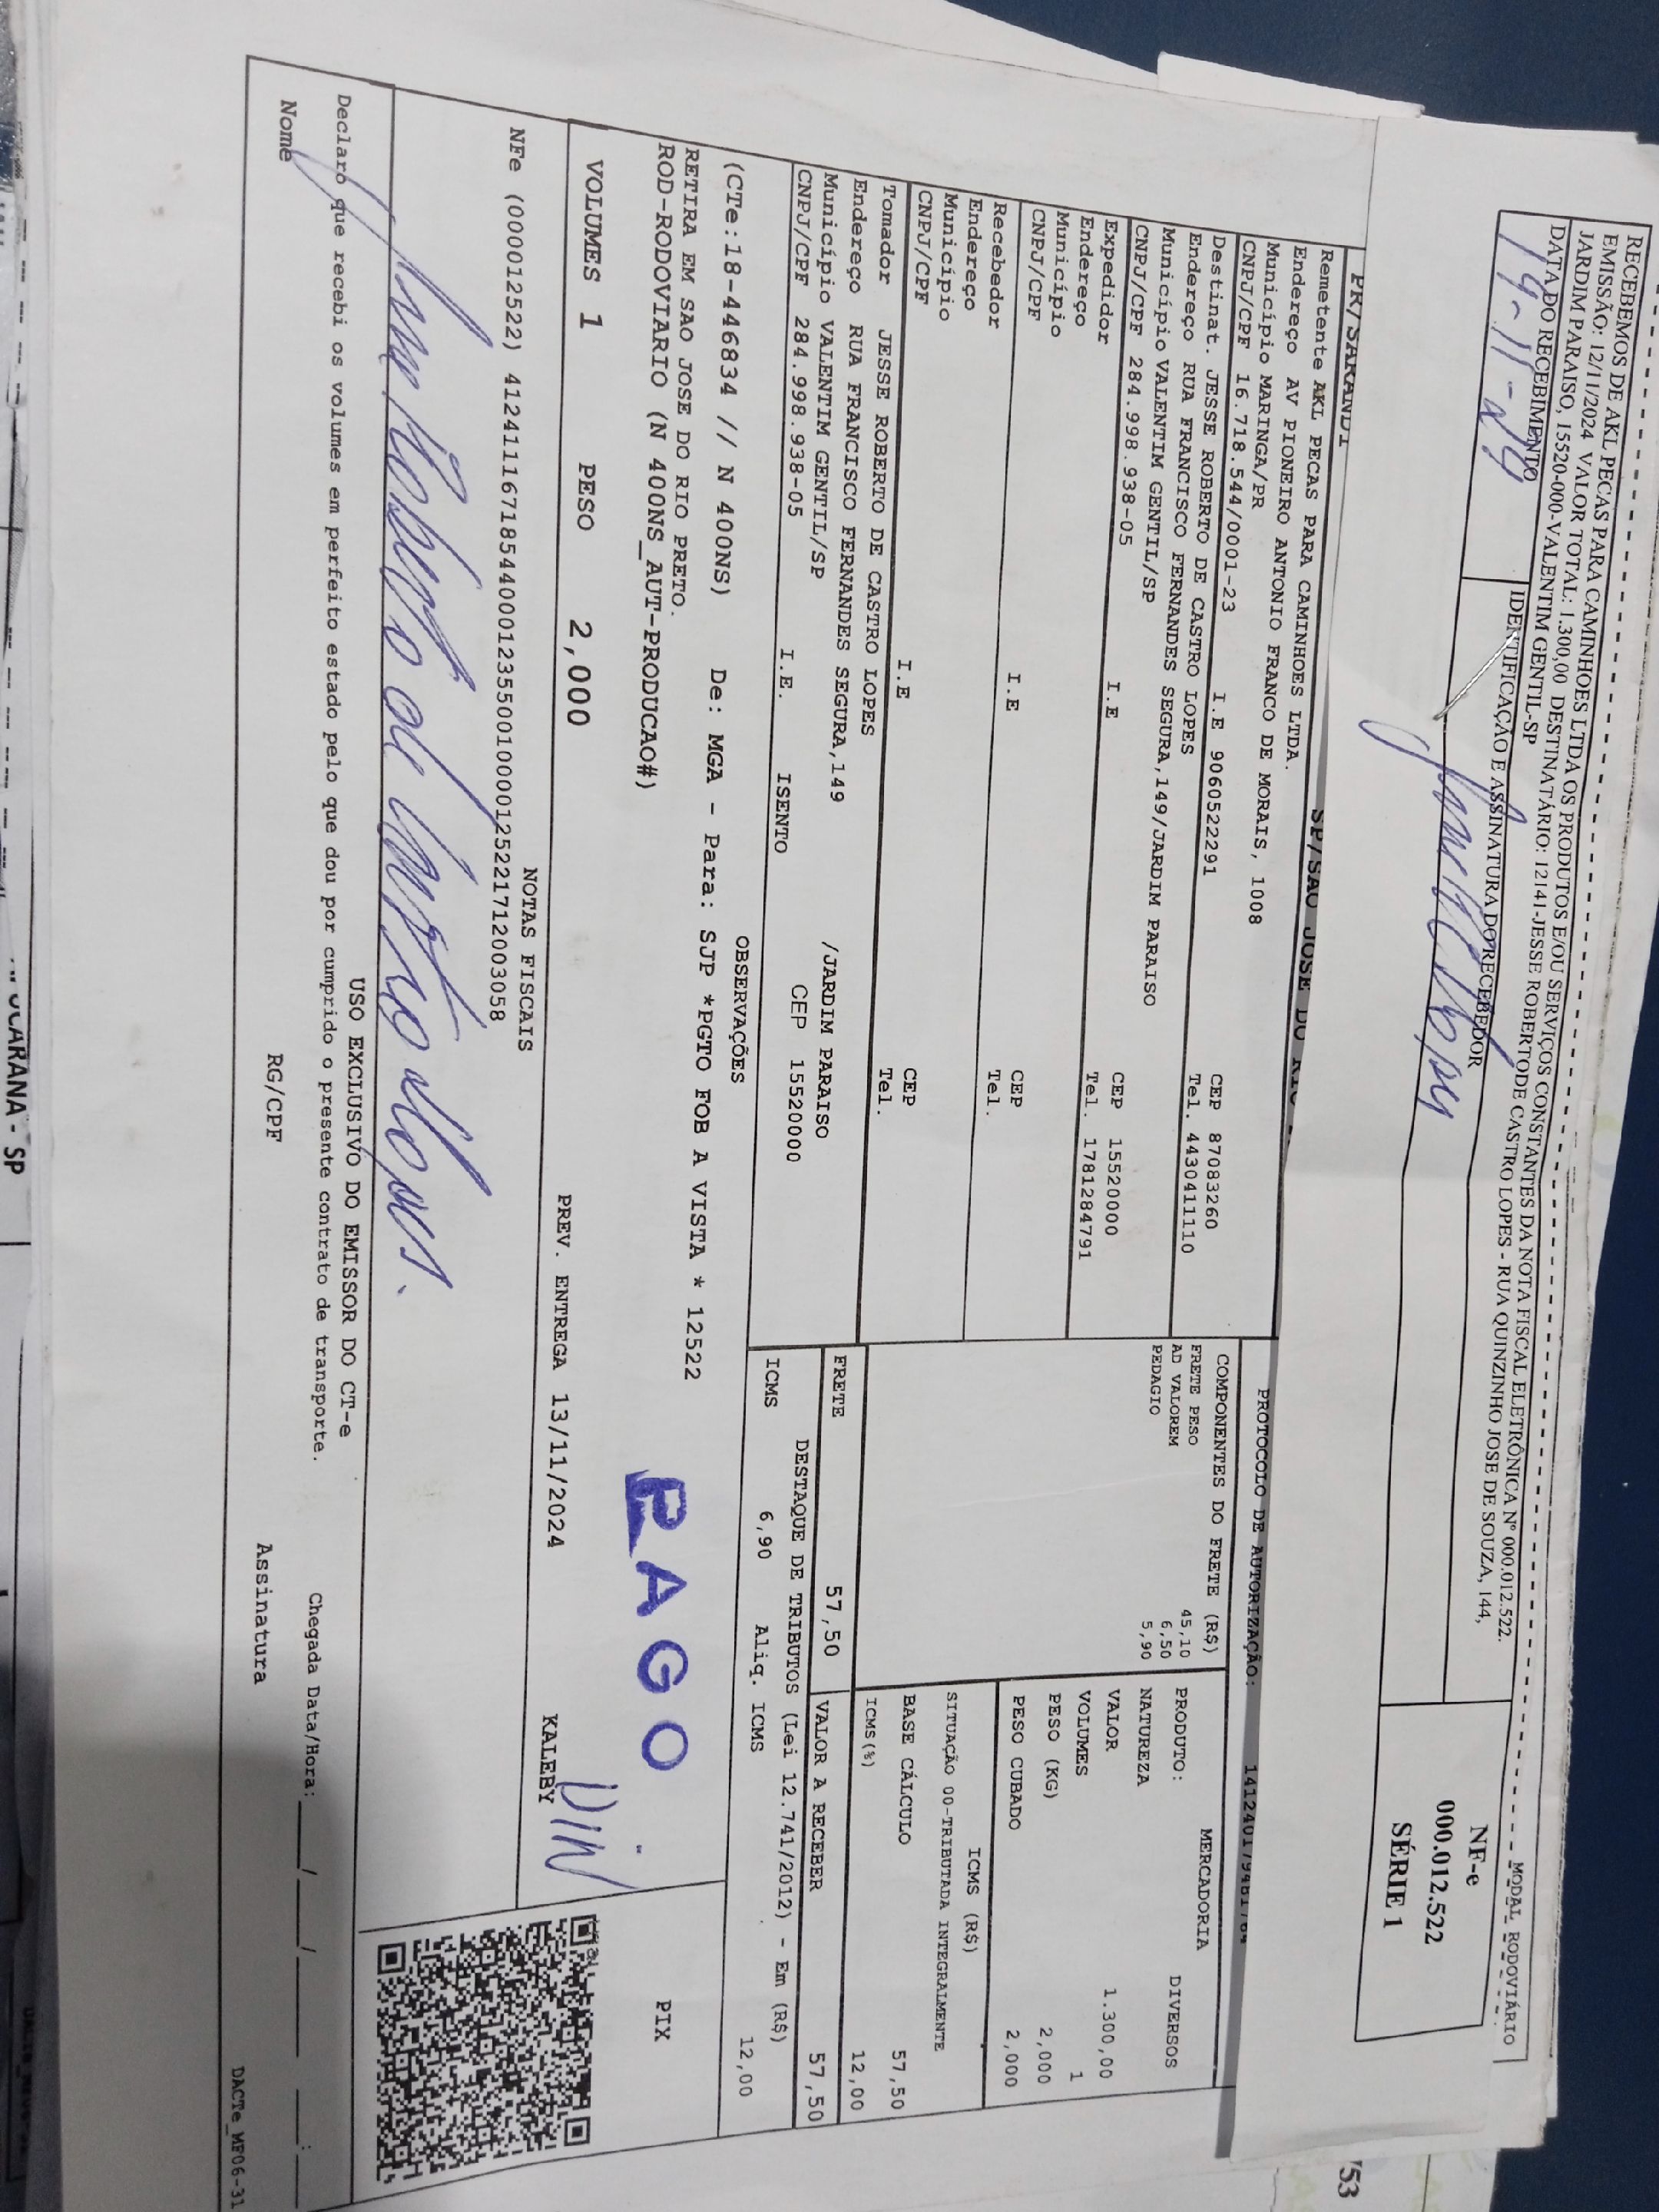 RECEBEMOS DE AKL PECAS PARA CAMINHOES LTDA OS PRODUTOS E/OU SERVIÇOS CONSTANTES DA NOTA FISCAL ELETRÔNICA Nº 000.012.522.
EMISSÃO: 12/11/2024 VALOR TOTAL: 1.300,00 DESTINATÁRIO: 12141-JESSE ROBERTODE CASTRO LOPES - RUA QUINZINHO JOSE DE SOUZA, 144,
JARDIM PARAISO, 15520-000-VALENTIM GENTIL-SP
DATA DO RECEBIMENTO
IDENTIFICAÇÃO E ASSINATURA DO RECEBEDOR
19-11-24
NF-e
000.012.522
SÉRIE 1
MODAL RODOVIÁRIO
PR/SARANDI
SP/SAO JOSE DO RIO
PROTOCOLO DE AUTORIZAÇÃO:
Remetente AKL PECAS PARA CAMINHOES LTDA.
Endereço AV PIONEIRO ANTONIO FRANCO DE MORAIS, 1008
Município MARINGA/PR CEP 87083260
CNPJ/CPF 16.718.544/0001-23 I.E 9060522291 Tel. 4430411110
Destinat. JESSE ROBERTO DE CASTRO LOPES
Endereço RUA FRANCISCO FERNANDES SEGURA,149/JARDIM PARAISO
Município VALENTIM GENTIL/SP CEP 15520000
CNPJ/CPF 284.998.938-05 I.E Tel. 1781284791
Expedidor
Endereço
Município CEP
CNPJ/CPF I.E Tel.
Recebedor
Endereço
Município CEP
CNPJ/CPF I.E Tel.
Tomador JESSE ROBERTO DE CASTRO LOPES
Endereço RUA FRANCISCO FERNANDES SEGURA,149 /JARDIM PARAISO
Município VALENTIM GENTIL/SP CEP 15520000
CNPJ/CPF 284.998.938-05 I.E. ISENTO
COMPONENTES DO FRETE (R$)
FRETE PESO 45,10
AD VALOREM 6,50
PEDAGIO 5,90
MERCADORIA
PRODUTO: DIVERSOS
NATUREZA
VALOR 1.300,00
VOLUMES 1
PESO (KG) 2,000
PESO CUBADO 2,000
ICMS (R$)
SITUAÇÃO 00-TRIBUTADA INTEGRALMENTE
BASE CÁLCULO 57,50
ICMS(%) 12,00
FRETE 57,50
VALOR A RECEBER 57,50
DESTAQUE DE TRIBUTOS (Lei 12.741/2012) - Em (R$)
ICMS 6,90 Aliq. ICMS 12,00
OBSERVAÇÕES
(CTe:18-446834 // N 400NS) De: MGA - Para: SJP *PGTO FOB A VISTA * 12522
RETIRA EM SAO JOSE DO RIO PRETO.
ROD-RODOVIARIO (N 400NS_AUT-PRODUCAO#)
PAGO
DIN
PIX
VOLUMES 1 PESO 2,000 PREV. ENTREGA 13/11/2024 KALEBY
NOTAS FISCAIS
NFe (000012522) 41241116718544000123550010000125221712003058
USO EXCLUSIVO DO EMISSOR DO CT-e
Declaro que recebi os volumes em perfeito estado pelo que dou por cumprido o presente contrato de transporte.
Chegada Data/Hora: ___/___/____ __:__
Nome RG/CPF Assinatura
DACTe_MF06-31
CARANA - SP